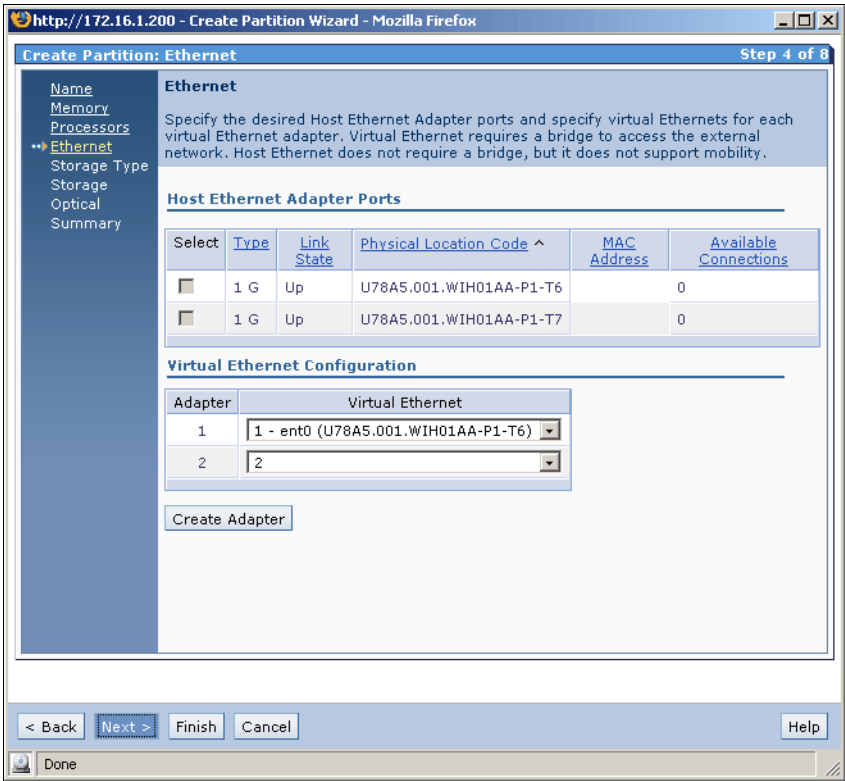 http://172.16.1.200 - Create Partition Wizard - Mozilla Firefox
Create Partition: Ethernet
Step 4 of 8
Name
Memory
Processors
Ethernet
Storage Type
Storage
Optical
Summary
Ethernet
Specify the desired Host Ethernet Adapter ports and specify virtual Ethernets for each
virtual Ethernet adapter. Virtual Ethernet requires a bridge to access the external
network. Host Ethernet does not require a bridge, but it does not support mobility.
Host Ethernet Adapter Ports
Select Type Link State Physical Location Code ^ MAC Address Available Connections
1 G Up U78A5.001.WIH01AA-P1-T6 0
1 G Up U78A5.001.WIH01AA-P1-T7 0
Virtual Ethernet Configuration
Adapter Virtual Ethernet
1 1 - ent0 (U78A5.001.WIH01AA-P1-T6)
2 2
Create Adapter
< Back Next > Finish Cancel Help
Done